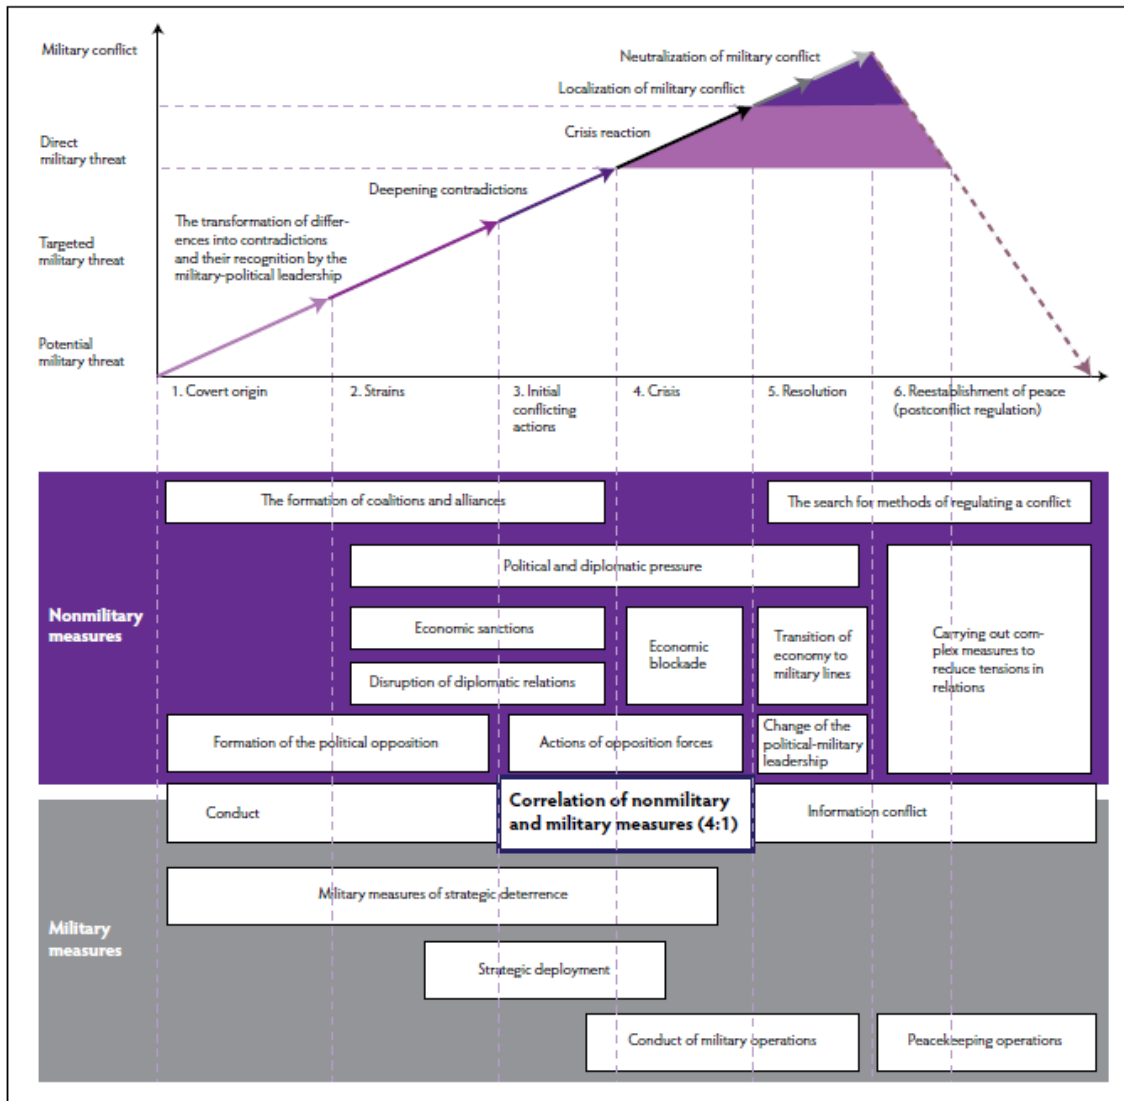 Military conflict
Neutralization of military conflict
Localization of military conflict
Crisis reaction
Direct
military threat
Deepening contradictions
The transformation of differ-
ences into contradictions
and their recognition by the
military-political leadership
Targeted
military threat
Potential
military threat
1. Covert origin
2. Strains
3. Initial
conflicting
actions
4. Crisis
5. Resolution
6. Reestablishment of peace
(postconflict regulation)
The formation of coalitions and alliances
The search for methods of regulating a conflict
Political and diplomatic pressure
Nonmilitary
measures
Economic sanctions
Economic
blockade
Transition of
economy to
military lines
Carrying out com-
plex measures to
reduce tensions in
relations
Disruption of diplomatic relations
Formation of the political opposition
Actions of opposition forces
Change of the
political-military
leadership
Conduct
Correlation of nonmilitary
and military measures (4:1)
Information conflict
Military measures of strategic deterrence
Military
measures
Strategic deployment
Conduct of military operations
Peacekeeping operations